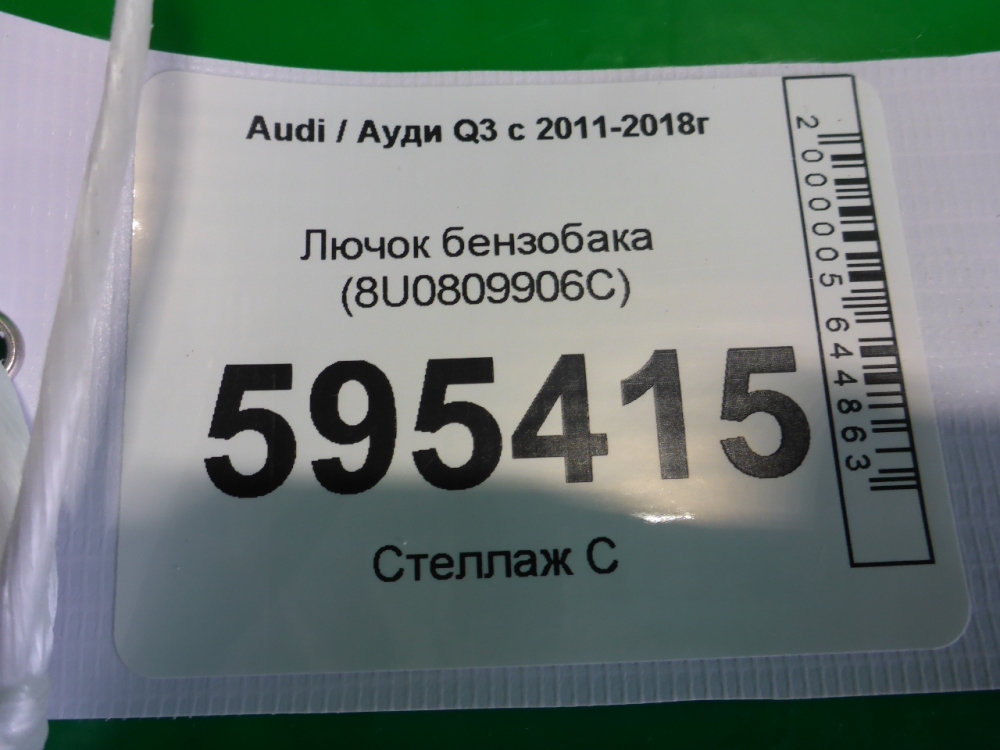 Audi / Ауди Q3 с 2011-2018г
Лючок бензобака
(8U0809906C)
595415
Стеллаж С
2000005644863